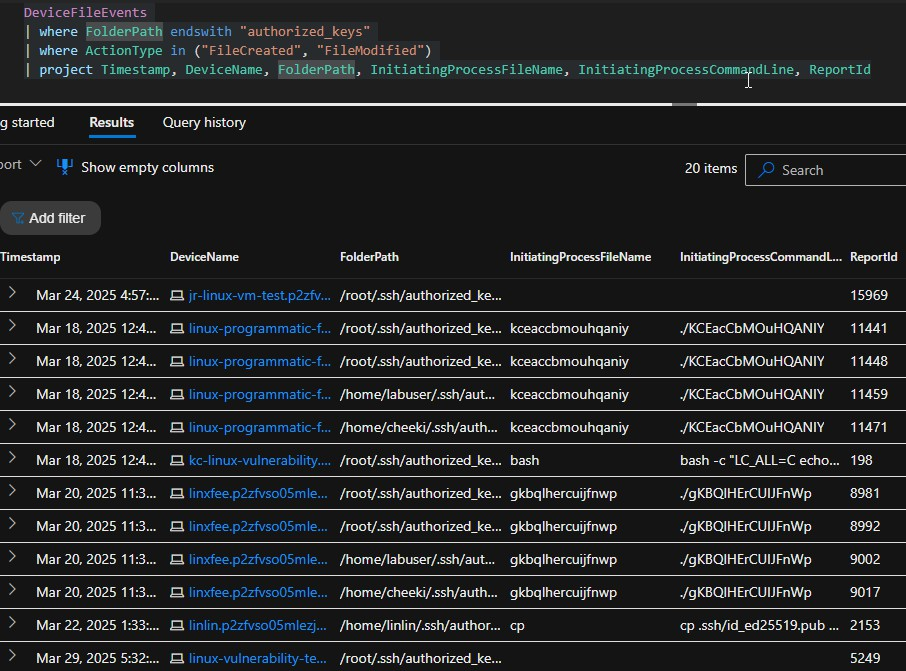 DeviceFileEvents
| where FolderPath endswith "authorized_keys"
| where ActionType in ("FileCreated", "FileModified")
| project Timestamp, DeviceName, FolderPath, InitiatingProcessFileName, InitiatingProcessCommandLine, ReportId
g started Results Query history
port Show empty columns 20 items Search
Add filter
Timestamp DeviceName FolderPath InitiatingProcessFileName InitiatingProcessCommandL... ReportId
Mar 24, 2025 4:57:... jr-linux-vm-test.p2zfv... /root/.ssh/authorized_ke... 15969
Mar 18, 2025 12:4... linux-programmatic-f... /root/.ssh/authorized_ke... kceaccbmouhqaniy ./KCEacCbMOuHQANIY 11441
Mar 18, 2025 12:4... linux-programmatic-f... /root/.ssh/authorized_ke... kceaccbmouhqaniy ./KCEacCbMOuHQANIY 11448
Mar 18, 2025 12:4... linux-programmatic-f... /home/labuser/.ssh/aut... kceaccbmouhqaniy ./KCEacCbMOuHQANIY 11459
Mar 18, 2025 12:4... linux-programmatic-f... /home/cheeki/.ssh/auth... kceaccbmouhqaniy ./KCEacCbMOuHQANIY 11471
Mar 18, 2025 12:4... kc-linux-vulnerability.... /root/.ssh/authorized_ke... bash bash -c "LC_ALL=C echo... 198
Mar 20, 2025 11:3... linxfee.p2zfvso05mle... /root/.ssh/authorized_ke... gkbqlhercuijfnwp ./gKBQlHErCUIJFnWp 8981
Mar 20, 2025 11:3... linxfee.p2zfvso05mle... /root/.ssh/authorized_ke... gkbqlhercuijfnwp ./gKBQlHErCUIJFnWp 8992
Mar 20, 2025 11:3... linxfee.p2zfvso05mle... /home/labuser/.ssh/aut... gkbqlhercuijfnwp ./gKBQlHErCUIJFnWp 9002
Mar 20, 2025 11:3... linxfee.p2zfvso05mle... /home/cheeki/.ssh/auth... gkbqlhercuijfnwp ./gKBQlHErCUIJFnWp 9017
Mar 22, 2025 1:33:... linlin.p2zfvso05mlezj... /home/linlin/.ssh/author... cp cp .ssh/id_ed25519.pub ... 2153
Mar 29, 2025 5:32:... linux-vulnerability-te... /root/.ssh/authorized_ke... 5249